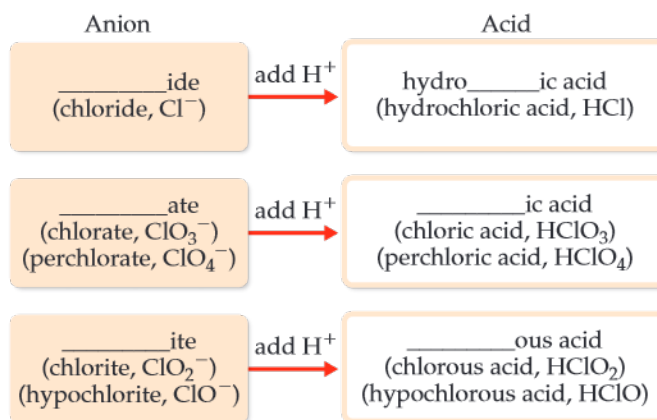 Anion
Acid
_________ide
(chloride, Cl⁻)
add H⁺
hydro_____ic acid
(hydrochloric acid, HCl)
_________ate
(chlorate, ClO₃⁻)
(perchlorate, ClO₄⁻)
add H⁺
_________ic acid
(chloric acid, HClO₃)
(perchloric acid, HClO₄)
_________ite
(chlorite, ClO₂⁻)
(hypochlorite, ClO⁻)
add H⁺
_________ous acid
(chlorous acid, HClO₂)
(hypochlorous acid, HClO)